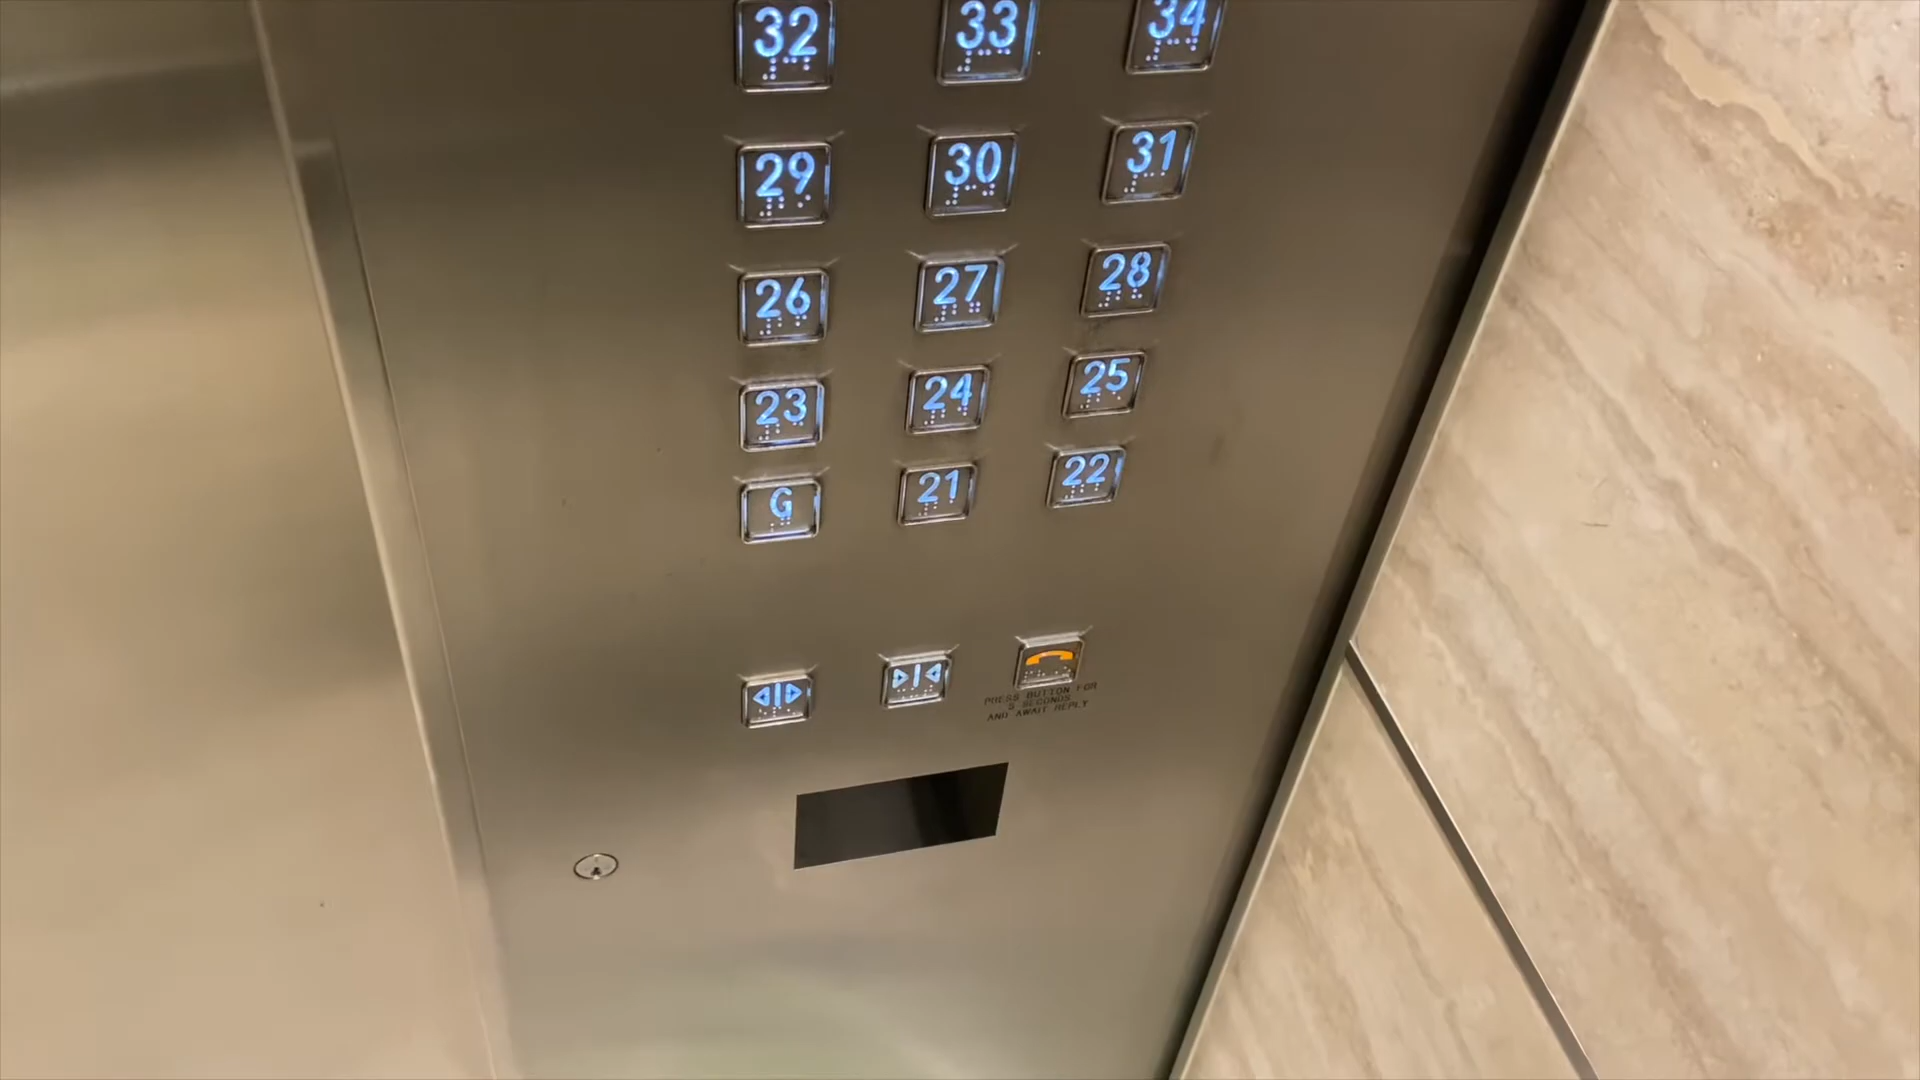 32 33 34
29 30 31
26 27 28
23 24 25
G 21 22
PRESS BUTTON FOR
5 SECONDS
AND AWAIT REPLY